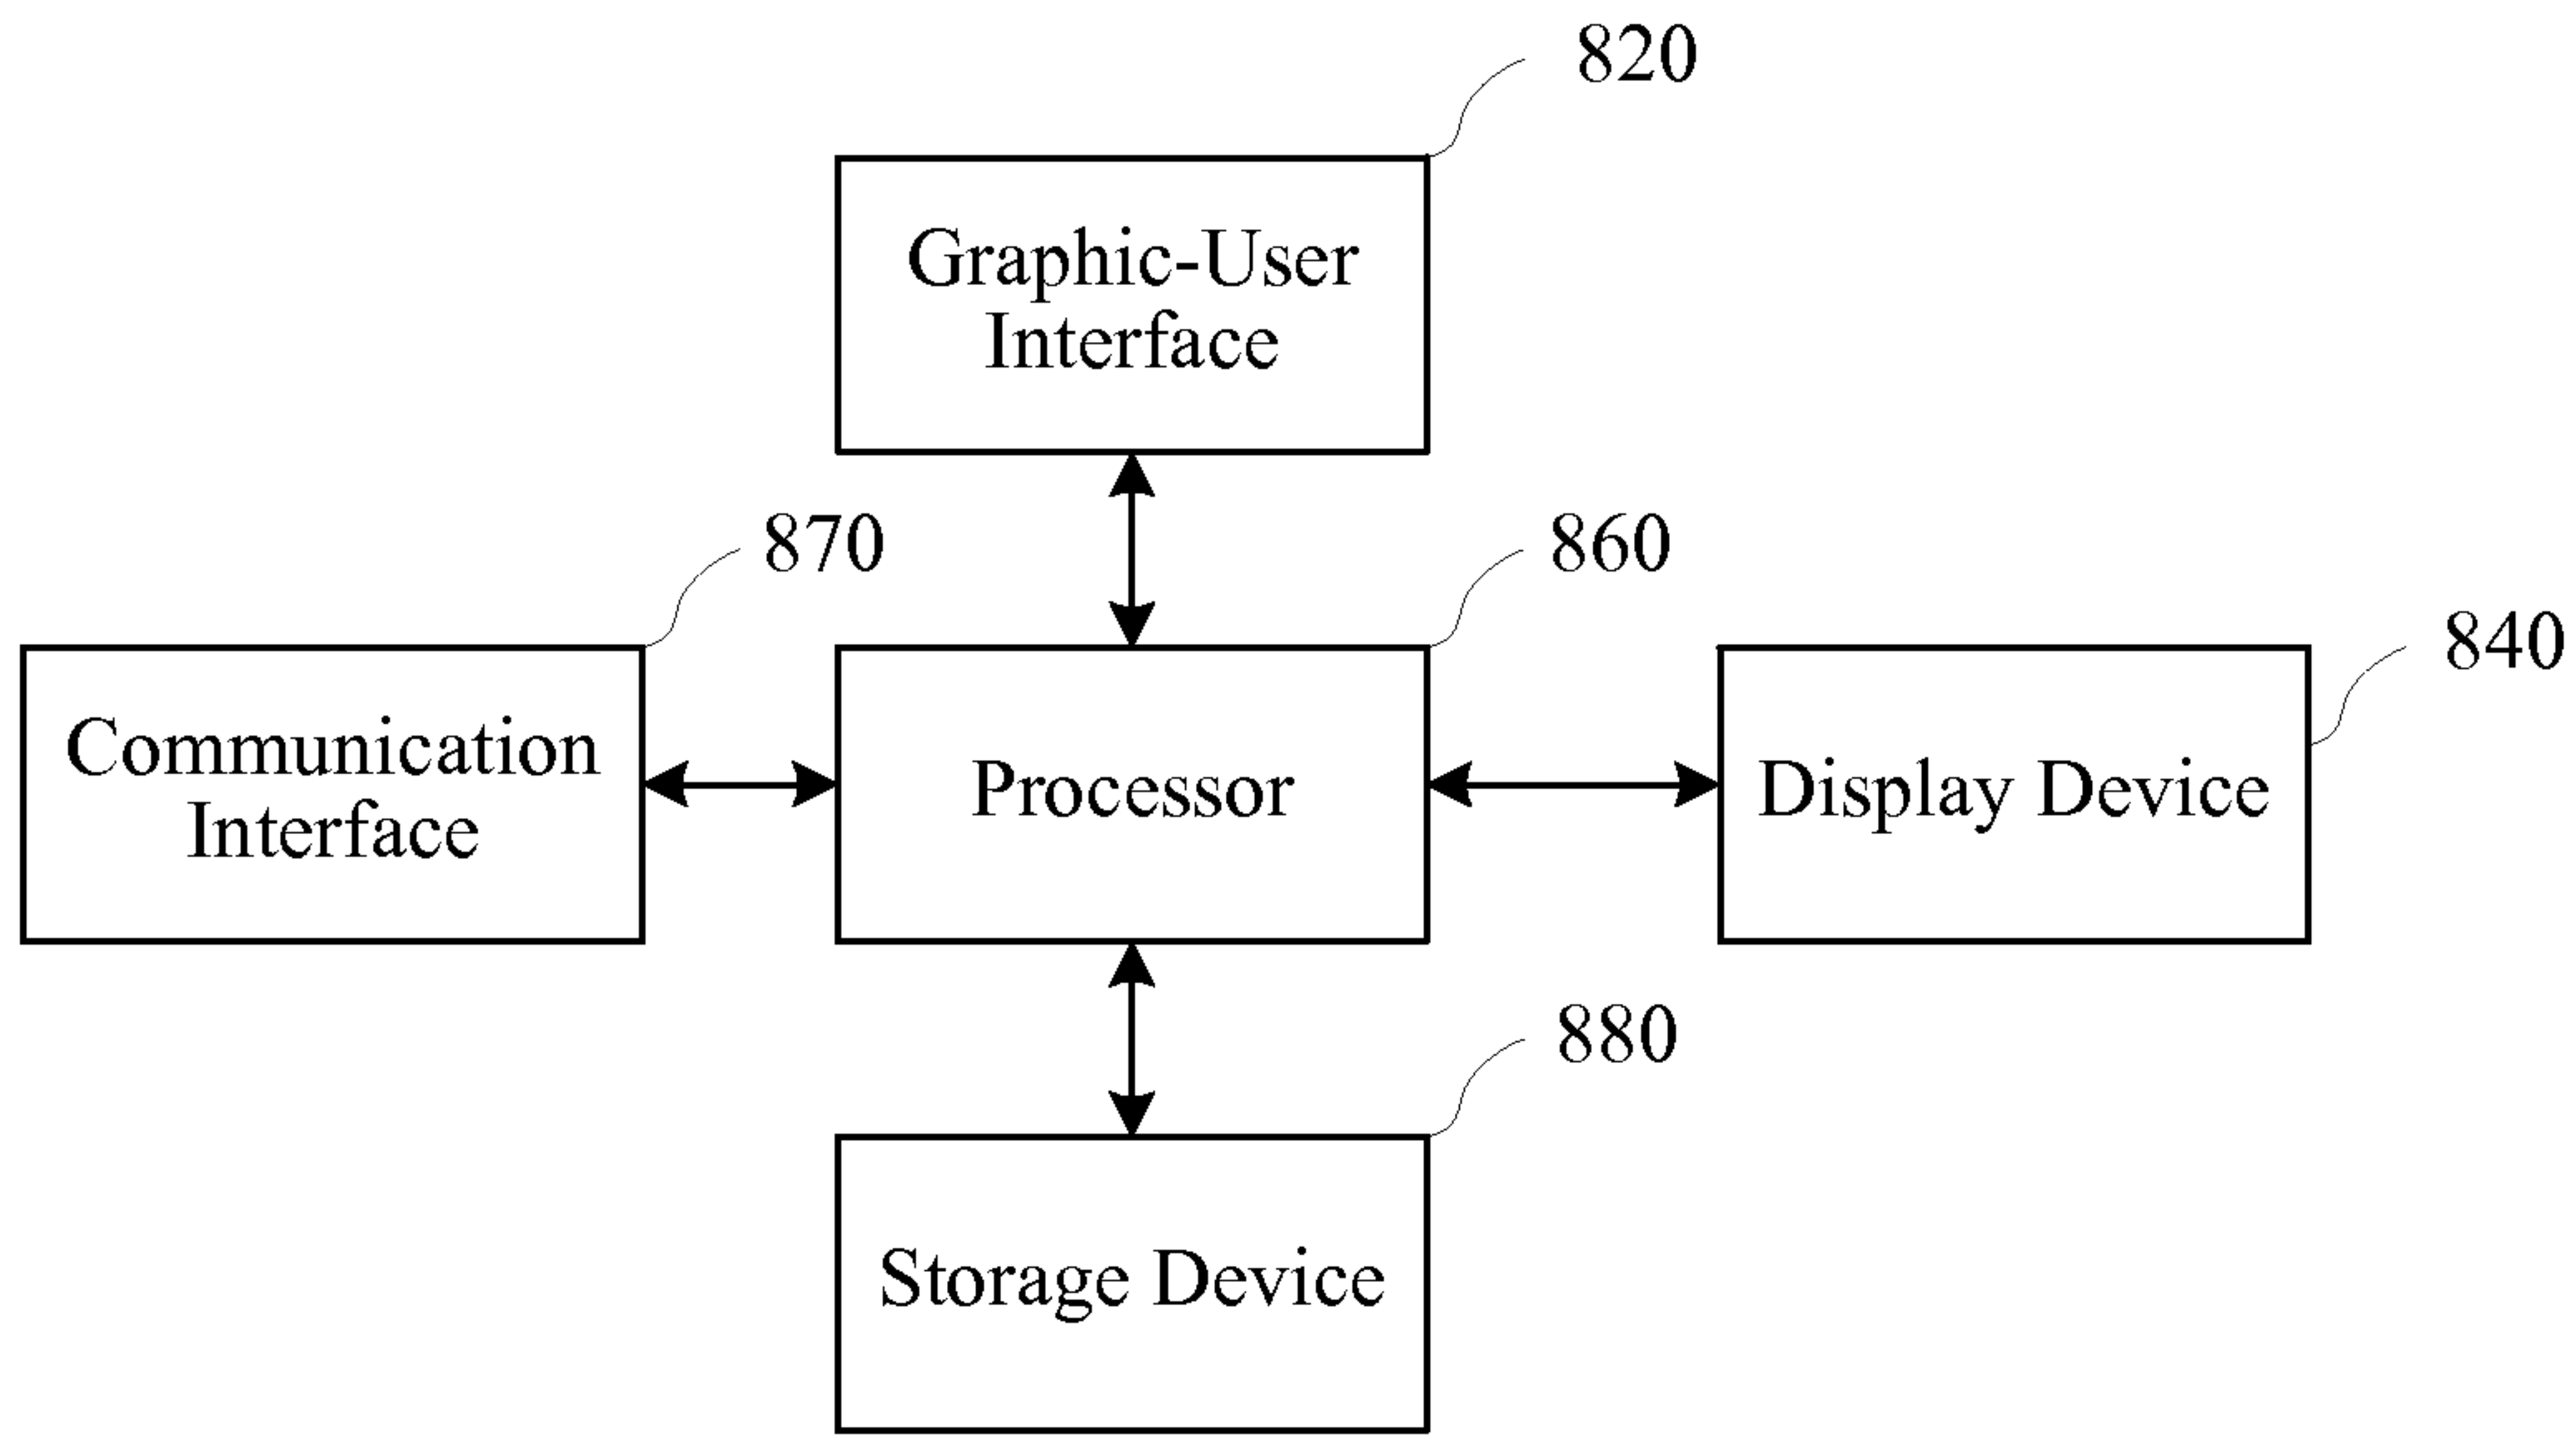 820
Graphic-User
Interface
870
860
840
Communication
Interface
Processor
Display Device
880
Storage Device